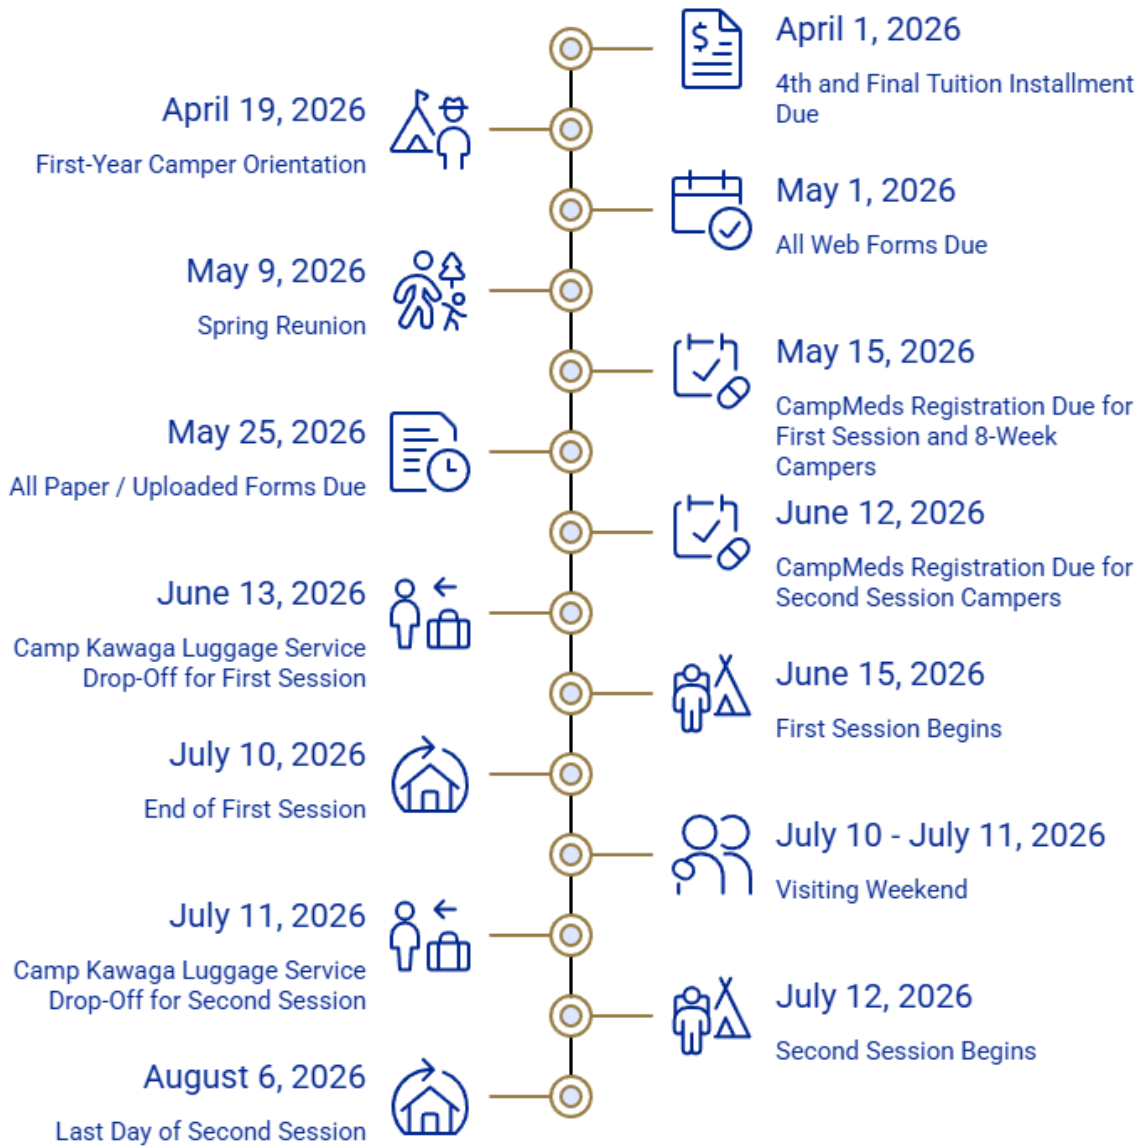 April 1, 2026
4th and Final Tuition Installment
Due
April 19, 2026
First-Year Camper Orientation
May 1, 2026
All Web Forms Due
May 9, 2026
Spring Reunion
May 15, 2026
CampMeds Registration Due for
First Session and 8-Week
Campers
May 25, 2026
All Paper / Uploaded Forms Due
June 12, 2026
CampMeds Registration Due for
Second Session Campers
June 13, 2026
Camp Kawaga Luggage Service
Drop-Off for First Session
June 15, 2026
First Session Begins
July 10, 2026
End of First Session
July 10 - July 11, 2026
Visiting Weekend
July 11, 2026
Camp Kawaga Luggage Service
Drop-Off for Second Session
July 12, 2026
Second Session Begins
August 6, 2026
Last Day of Second Session